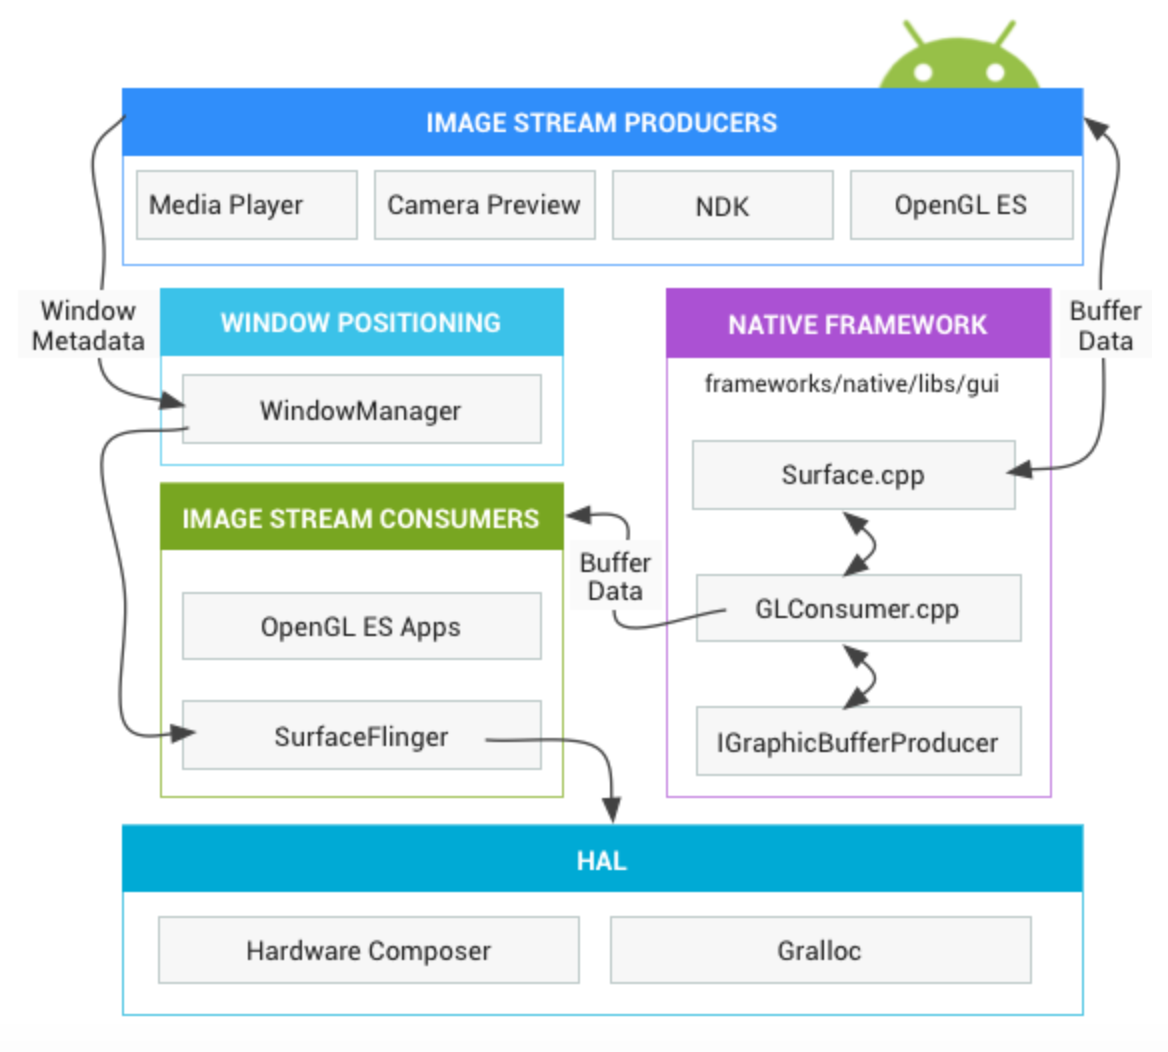 IMAGE STREAM PRODUCERS
Media Player
Camera Preview
NDK
OpenGL ES
Window
Metadata
WINDOW POSITIONING
WindowManager
NATIVE FRAMEWORK
frameworks/native/libs/gui
Buffer
Data
Surface.cpp
IMAGE STREAM CONSUMERS
Buffer
Data
OpenGL ES Apps
GLConsumer.cpp
SurfaceFlinger
IGraphicBufferProducer
HAL
Hardware Composer
Gralloc